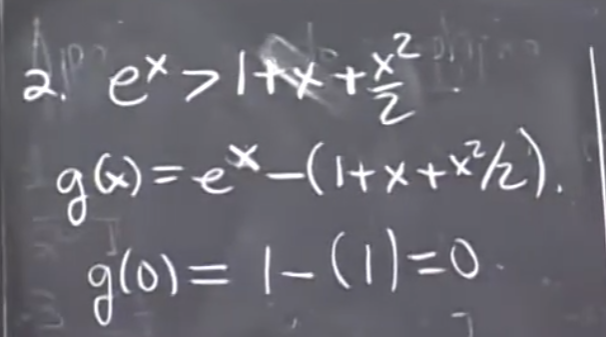 2. e^x > 1+x+x²/2.
g(x) = e^x – (1+x+x²/2).
g(0) = 1 – (1) = 0.